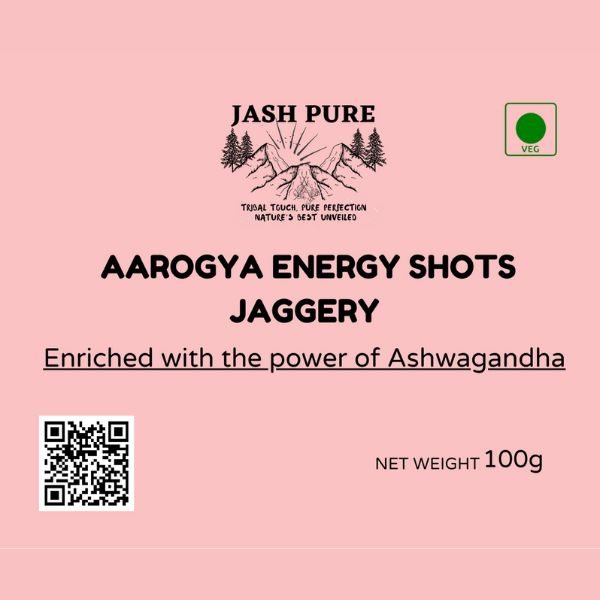 JASH PURE
VEG
TRIBAL TOUCH, PURE PERFECTION
NATURE'S BEST UNVEILED
AAROGYA ENERGY SHOTS
JAGGERY
Enriched with the power of Ashwagandha
NET WEIGHT 100g